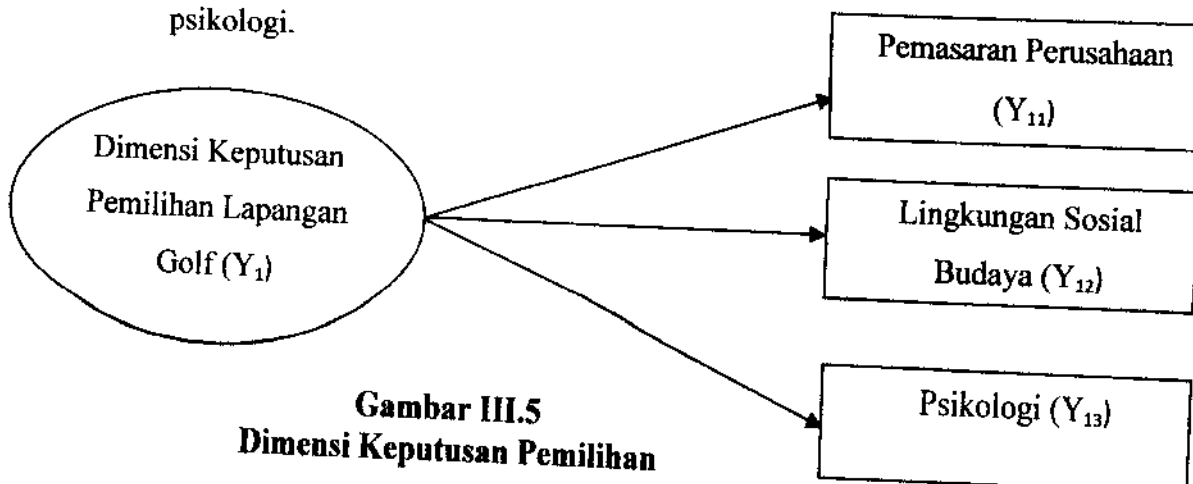 psikologi.
Dimensi Keputusan
Pemilihan Lapangan
Golf (Y₁)
Pemasaran Perusahaan
(Y₁₁)
Lingkungan Sosial
Budaya (Y₁₂)
Psikologi (Y₁₃)
Gambar III.5
Dimensi Keputusan Pemilihan